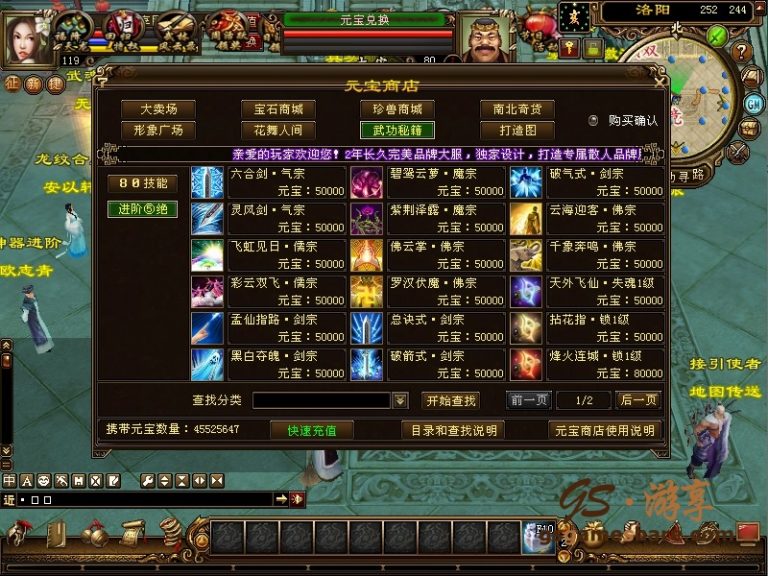 元宝兑换
洛阳 252 244
北
119
80
GM
元宝商店
大卖场 宝石商城 珍兽商城 南北奇货
形象广场 花舞人间 武功秘籍 打造图
购买确认
亲爱的玩家欢迎您！2年长久完美品牌大服，独家设计，打造专属散人品牌
80技能
进阶⑤绝
六合剑·气宗 碧鸳云萝·魔宗 破气式·剑宗
元宝：50000 元宝：50000 元宝：50000
灵风剑·气宗 紫荆泽露·魔宗 云海迎客·佛宗
元宝：50000 元宝：50000 元宝：50000
飞虹见日·儒宗 佛云掌·佛宗 千象奔鸣·佛宗
元宝：50000 元宝：50000 元宝：50000
彩云双飞·儒宗 罗汉伏魔·佛宗 天外飞仙·失魂1级
元宝：50000 元宝：50000 元宝：50000
孟仙指路·剑宗 总诀式·剑宗 拈花指·锁1级
元宝：50000 元宝：50000 元宝：50000
黑白夺魄·剑宗 破箭式·剑宗 烽火连城·锁1级
元宝：50000 元宝：50000 元宝：80000
查找分类 开始查找 前一页 1/2 后一页
携带元宝数量：45525647 快速充值 目录和查找说明 元宝商店使用说明
安以轩
神器进阶
欧志青
接引使者
地图传送
近
GS·游享